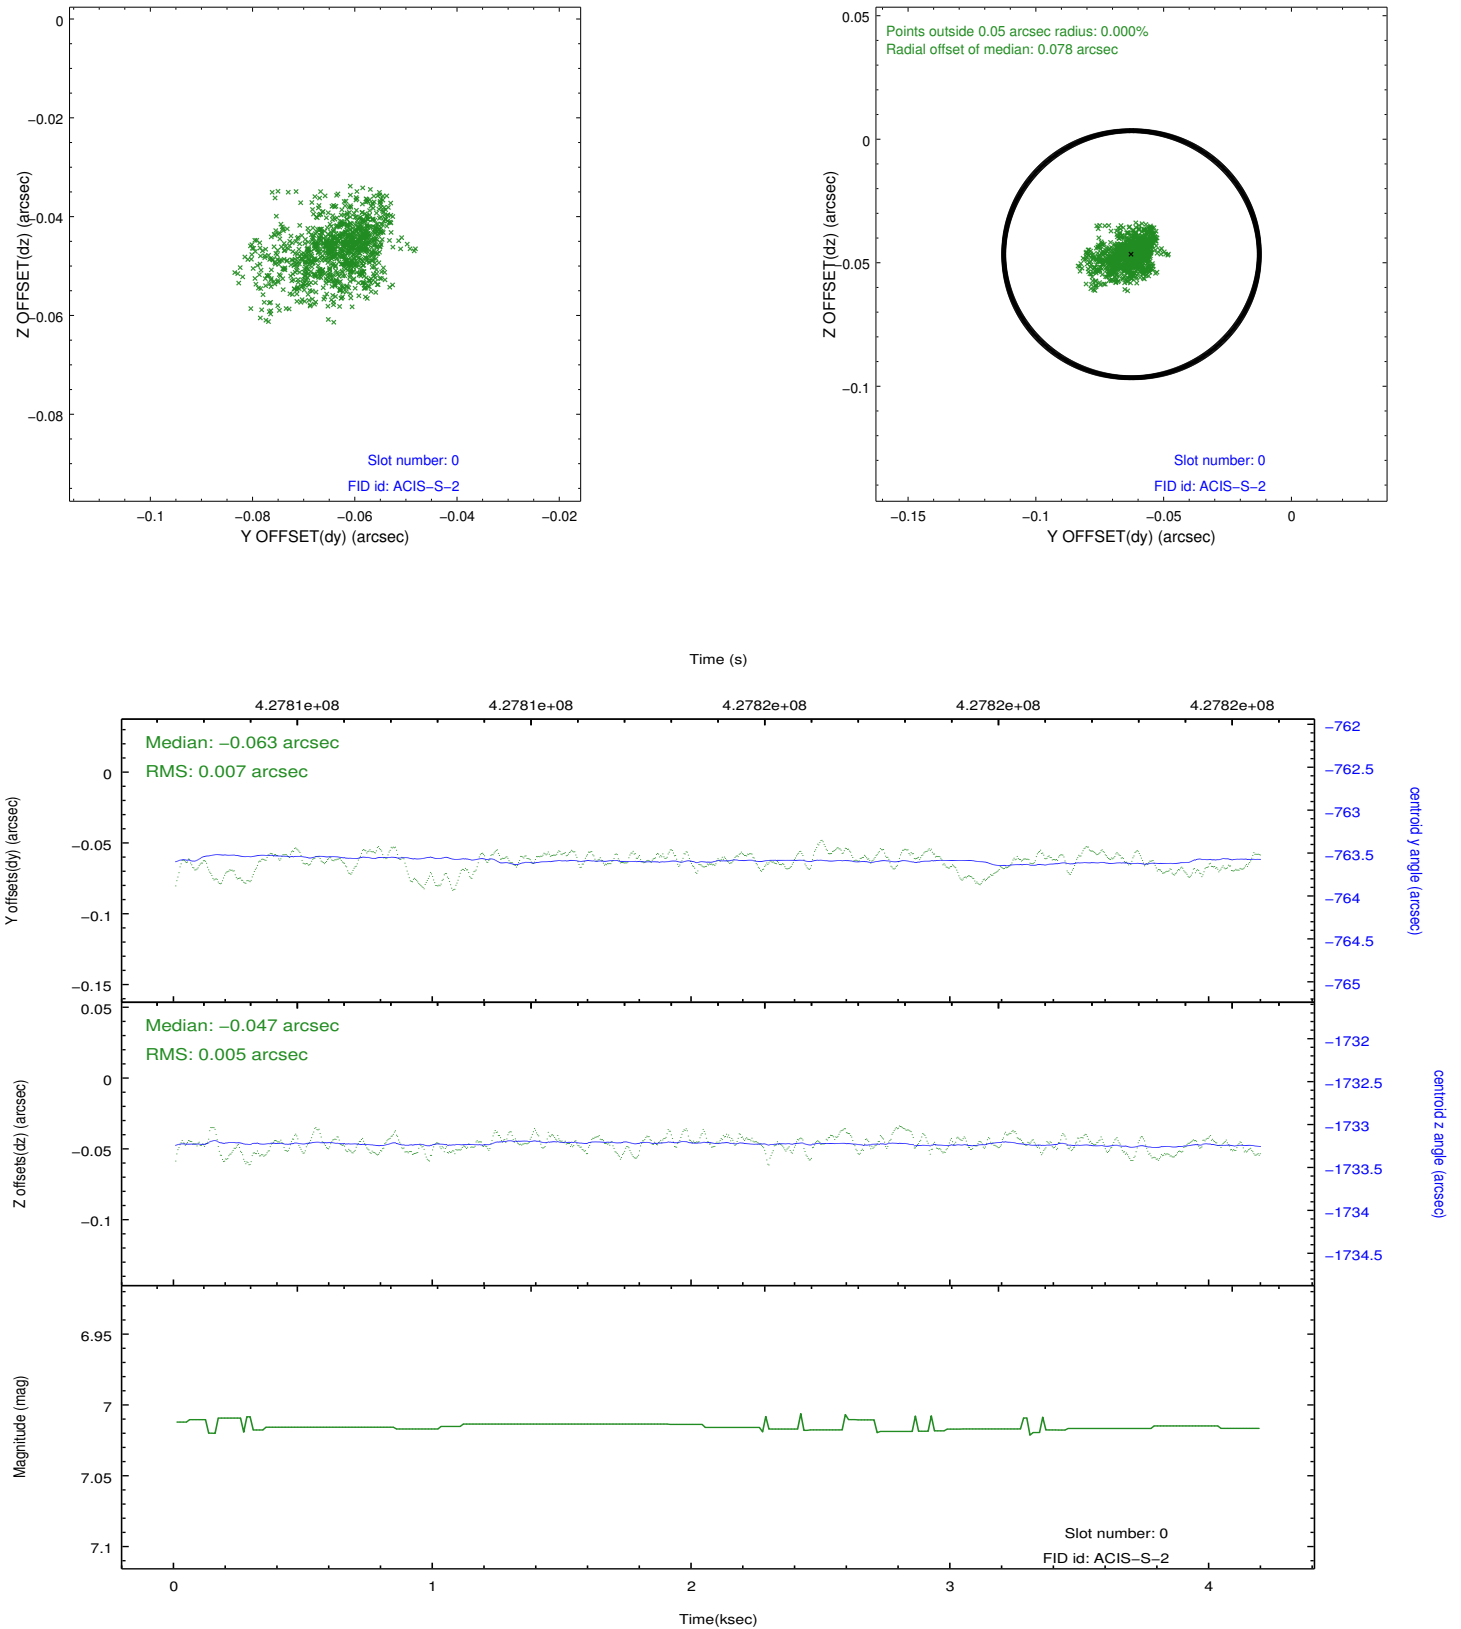 0
−0.02
−0.04
−0.06
−0.08
Z OFFSET(dz) (arcsec)
Slot number: 0
FID id: ACIS−S−2
−0.1
−0.08
−0.06
−0.04
−0.02
Y OFFSET(dy) (arcsec)
Points outside 0.05 arcsec radius: 0.000%
Radial offset of median: 0.078 arcsec
0.05
0
−0.05
−0.1
Z OFFSET(dz) (arcsec)
Slot number: 0
FID id: ACIS−S−2
−0.15
−0.1
−0.05
0
Y OFFSET(dy) (arcsec)
Time (s)
4.2781e+08
4.2781e+08
4.2782e+08
4.2782e+08
4.2782e+08
Median: −0.063 arcsec
RMS: 0.007 arcsec
0
−0.05
−0.1
−0.15
Y offsets(dy) (arcsec)
−762
−762.5
−763
−763.5
−764
−764.5
−765
centroid y angle (arcsec)
Median: −0.047 arcsec
RMS: 0.005 arcsec
0.05
0
−0.05
−0.1
Z offsets(dz) (arcsec)
−1732
−1732.5
−1733
−1733.5
−1734
−1734.5
centroid z angle (arcsec)
6.95
7
7.05
7.1
Magnitude (mag)
Slot number: 0
FID id: ACIS−S−2
0
1
2
3
4
Time(ksec)